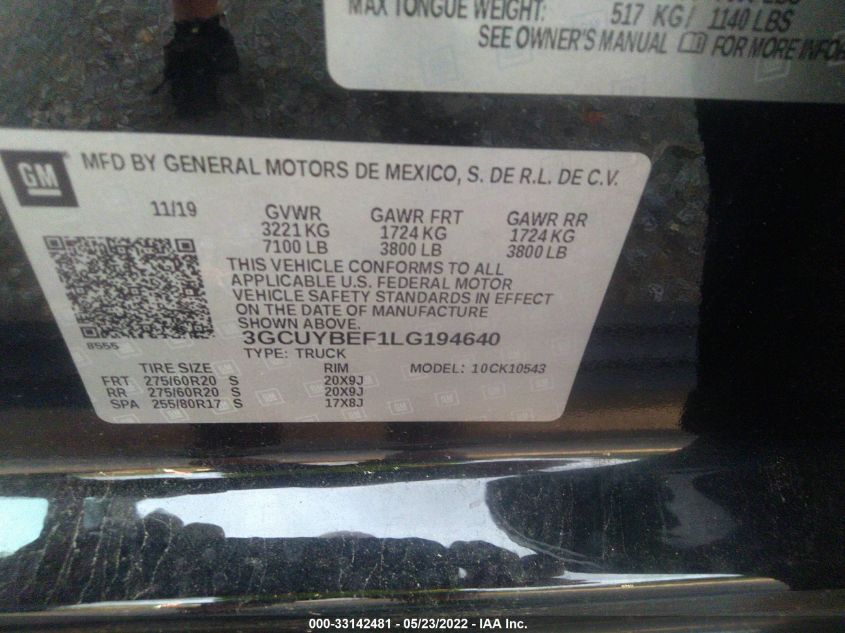 MAX TONGUE WEIGHT: 517 KG/ 1140 LBS
SEE OWNER'S MANUAL FOR MORE
GM
MFD BY GENERAL MOTORS DE MEXICO, S. DE R.L. DE C.V.
11/19 GVWR GAWR FRT GAWR RR
3221 KG 1724 KG 1724 KG
7100 LB 3800 LB 3800 LB
THIS VEHICLE CONFORMS TO ALL
APPLICABLE U.S. FEDERAL MOTOR
VEHICLE SAFETY STANDARDS IN EFFECT
ON THE DATE OF MANUFACTURE
SHOWN ABOVE.
8555 3GCUYBEF1LG194640
TYPE: TRUCK MODEL: 10CK10543
TIRE SIZE RIM
FRT 275/60R20 S 20X9J
RR 275/60R20 S 20X9J
SPA 255/80R17 S 17X8J
000-33142481 - 05/23/2022 - IAA Inc.